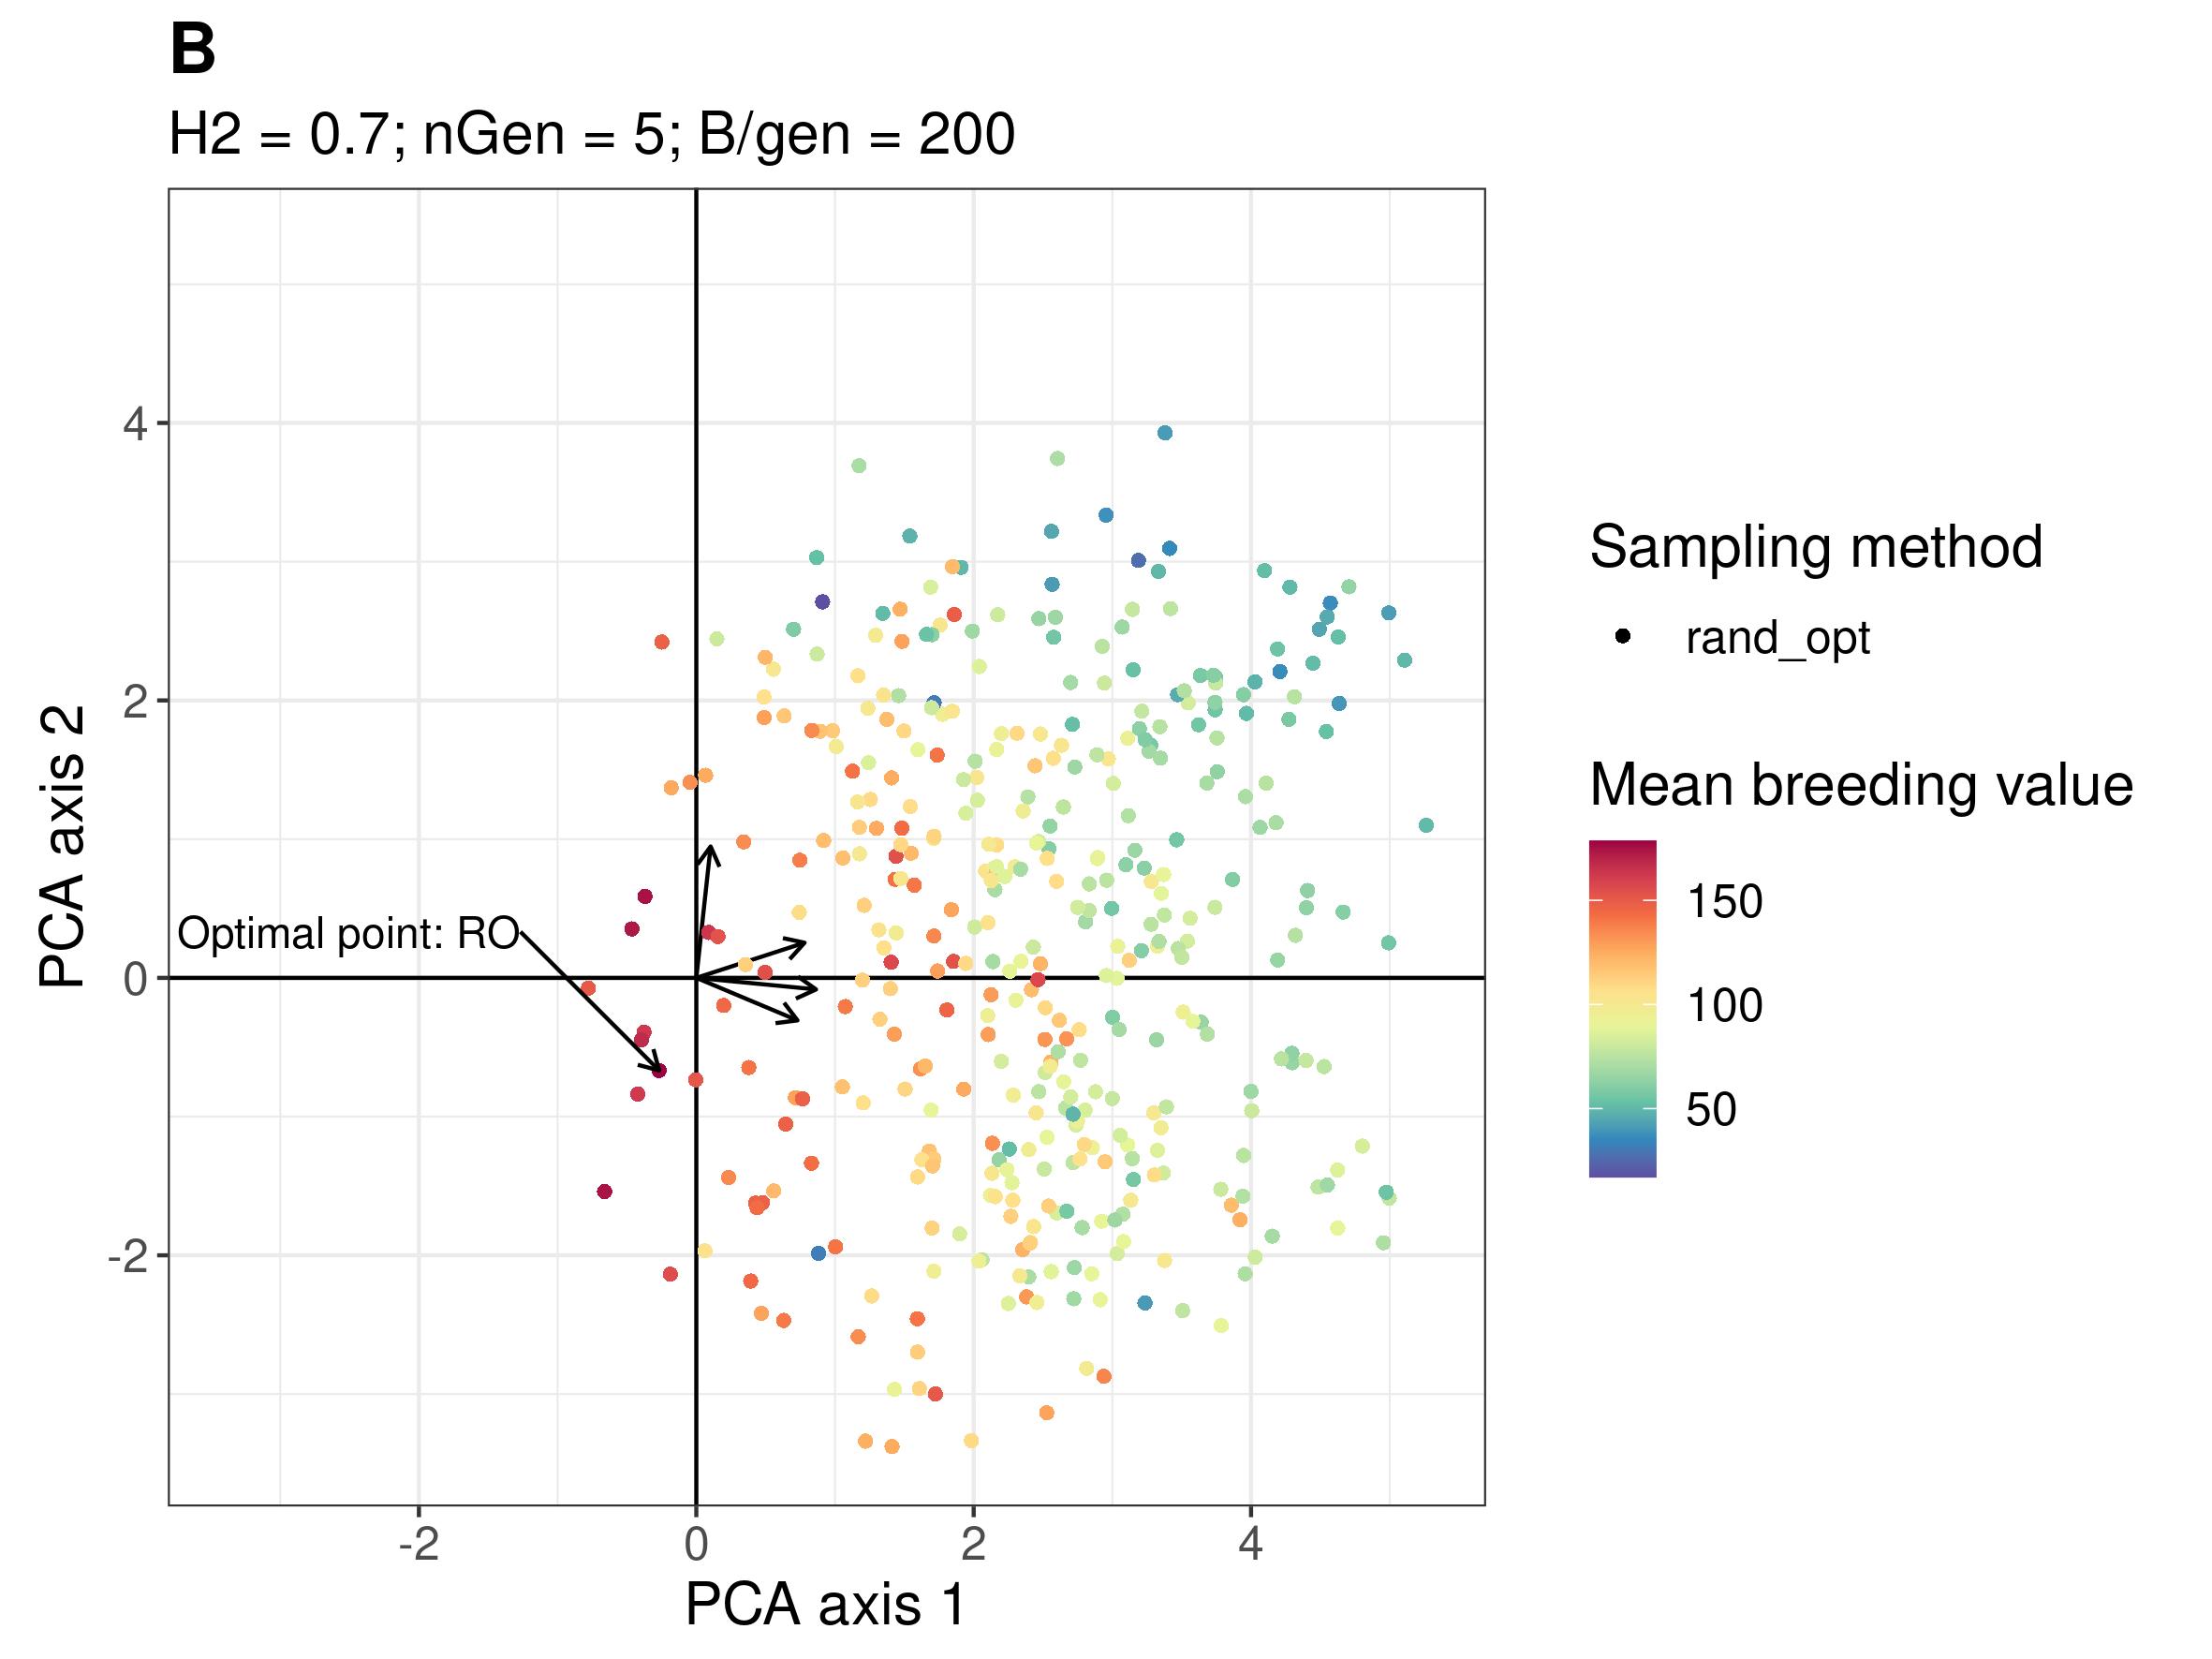 B
H2 = 0.7; nGen = 5; B/gen = 200
PCA axis 2
4
2
0
-2
Optimal point: RO
-2
0
2
4
PCA axis 1
Sampling method
rand_opt
Mean breeding value
150
100
50